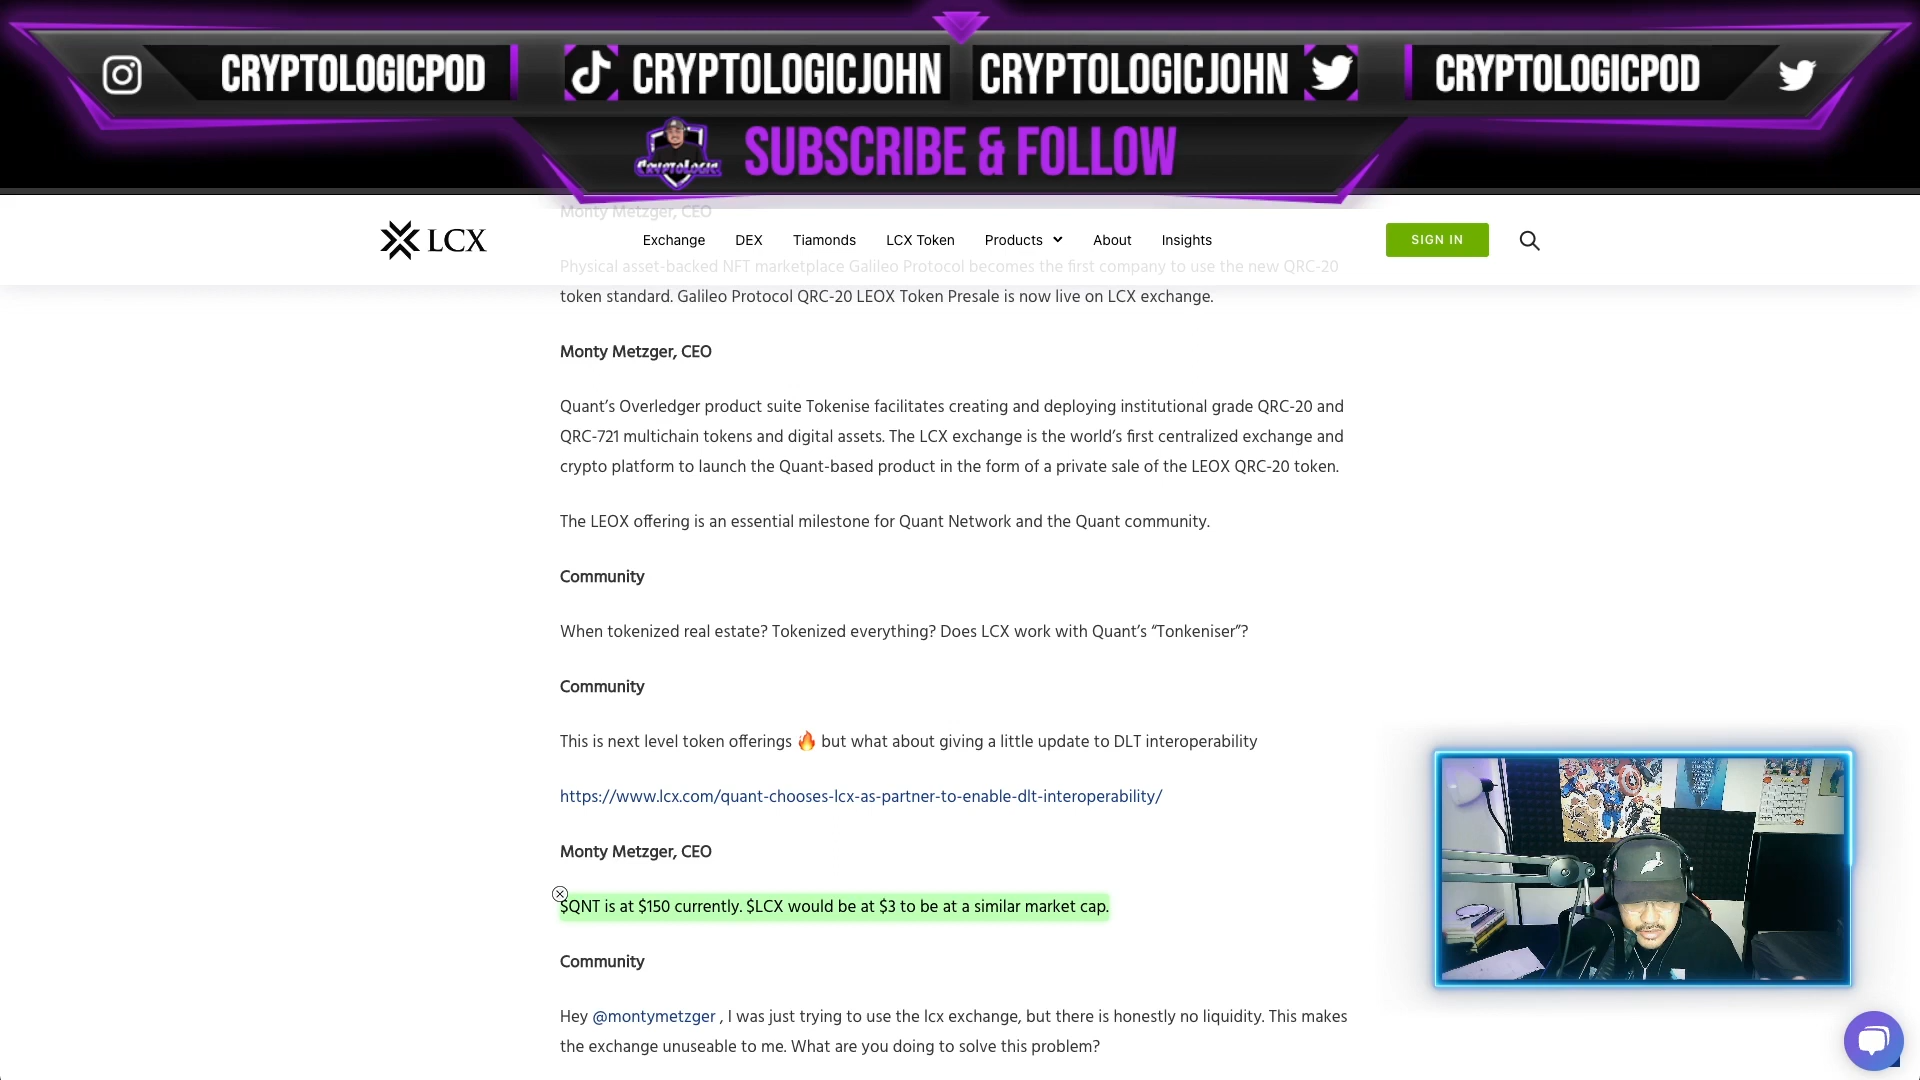 CRYPTOLOGICPOD
CRYPTOLOGICJOHN
CRYPTOLOGICJOHN
CRYPTOLOGICPOD
CRYPTOLOGIC
SUBSCRIBE & FOLLOW
Monty Metzger, CEO
LCX
Exchange
DEX
Tiamonds
LCX Token
Products
About
Insights
SIGN IN
Physical asset-backed NFT marketplace Galileo Protocol becomes the first company to use the new QRC-20
token standard. Galileo Protocol QRC-20 LEOX Token Presale is now live on LCX exchange.
Monty Metzger, CEO
Quant’s Overledger product suite Tokenise facilitates creating and deploying institutional grade QRC-20 and
QRC-721 multichain tokens and digital assets. The LCX exchange is the world’s first centralized exchange and
crypto platform to launch the Quant-based product in the form of a private sale of the LEOX QRC-20 token.
The LEOX offering is an essential milestone for Quant Network and the Quant community.
Community
When tokenized real estate? Tokenized everything? Does LCX work with Quant’s “Tonkeniser”?
Community
This is next level token offerings 🔥 but what about giving a little update to DLT interoperability
https://www.lcx.com/quant-chooses-lcx-as-partner-to-enable-dlt-interoperability/
Monty Metzger, CEO
$QNT is at $150 currently. $LCX would be at $3 to be at a similar market cap.
Community
Hey @montymetzger , I was just trying to use the lcx exchange, but there is honestly no liquidity. This makes
the exchange unuseable to me. What are you doing to solve this problem?